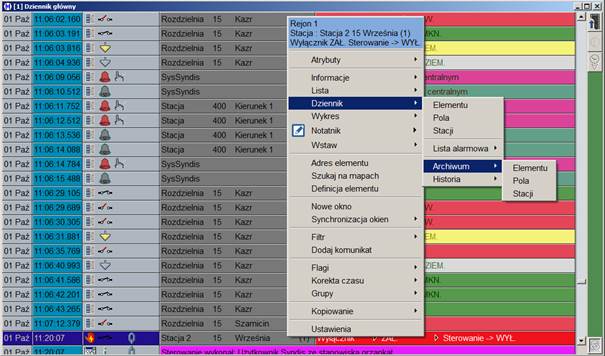 [1] Dziennik główny
01 Paź 11:06:02.160 Rozdzielnia 15 Kazr W.
01 Paź 11:06:03.316 Rozdzielnia 15 Kazr MKN.
01 Paź 11:06:03.816 Rozdzielnia 15 Kazr IEM.
01 Paź 11:06:04.936 Rozdzielnia 15 Kazr ZIEM.
01 Paź 11:06:09.056 SysSyndis centralnym
01 Paź 11:06:10.256 SysSyndis centralnym
01 Paź 11:06:11.752 Stacja 400 Kierunek 1
01 Paź 11:06:12.136 Stacja 400 Kierunek 1
01 Paź 11:06:13.536 Stacja 400 Kierunek 1
01 Paź 11:06:14.088 Stacja 400 Kierunek 1
01 Paź 11:06:14.784 SysSyndis
01 Paź 11:06:15.784 SysSyndis
01 Paź 11:06:29.105 Rozdzielnia 15 Kazr MKN.
01 Paź 11:06:29.689 Rozdzielnia 15 Kazr W.
01 Paź 11:06:30.689 Rozdzielnia 15 Kazr W.
01 Paź 11:06:31.881 Rozdzielnia 15 Kazr IEM.
01 Paź 11:06:35.769 Rozdzielnia 15 Kazr
01 Paź 11:06:40.993 Rozdzielnia 15 Kazr ZIEM.
01 Paź 11:06:41.586 Rozdzielnia 15 Kazr MKN.
01 Paź 11:06:42.201 Rozdzielnia 15 Kazr MKN.
01 Paź 11:06:43.265 Rozdzielnia 15 Kazr
01 Paź 11:07:12.379 Rozdzielnia 15 Szamicin
01 Paź 11:20:07 Stacja 2 15 Września (1) Wyłącznik ZAŁ. Sterowanie -> WYŁ.
01 Paź 11:20:07 Sterowanie wykonał: Użytkownik Syndis ze stanowiska przanka!
Rejon 1
Stacja : Stacja 2 15 Września (1)
Wyłącznik ZAŁ. Sterowanie -> WYŁ.
Atrybuty
Informacje
Lista
Dziennik
Wykres
Notatnik
Wstaw
Adres elementu
Szukaj na mapach
Definicja elementu
Nowe okno
Synchronizacja okien
Filtr
Dodaj komunikat
Flagi
Korekta czasu
Grupy
Kopiowanie
Ustawienia
Elementu
Pola
Stacji
Lista alarmowa
Archiwum
Historia
Elementu
Pola
Stacji